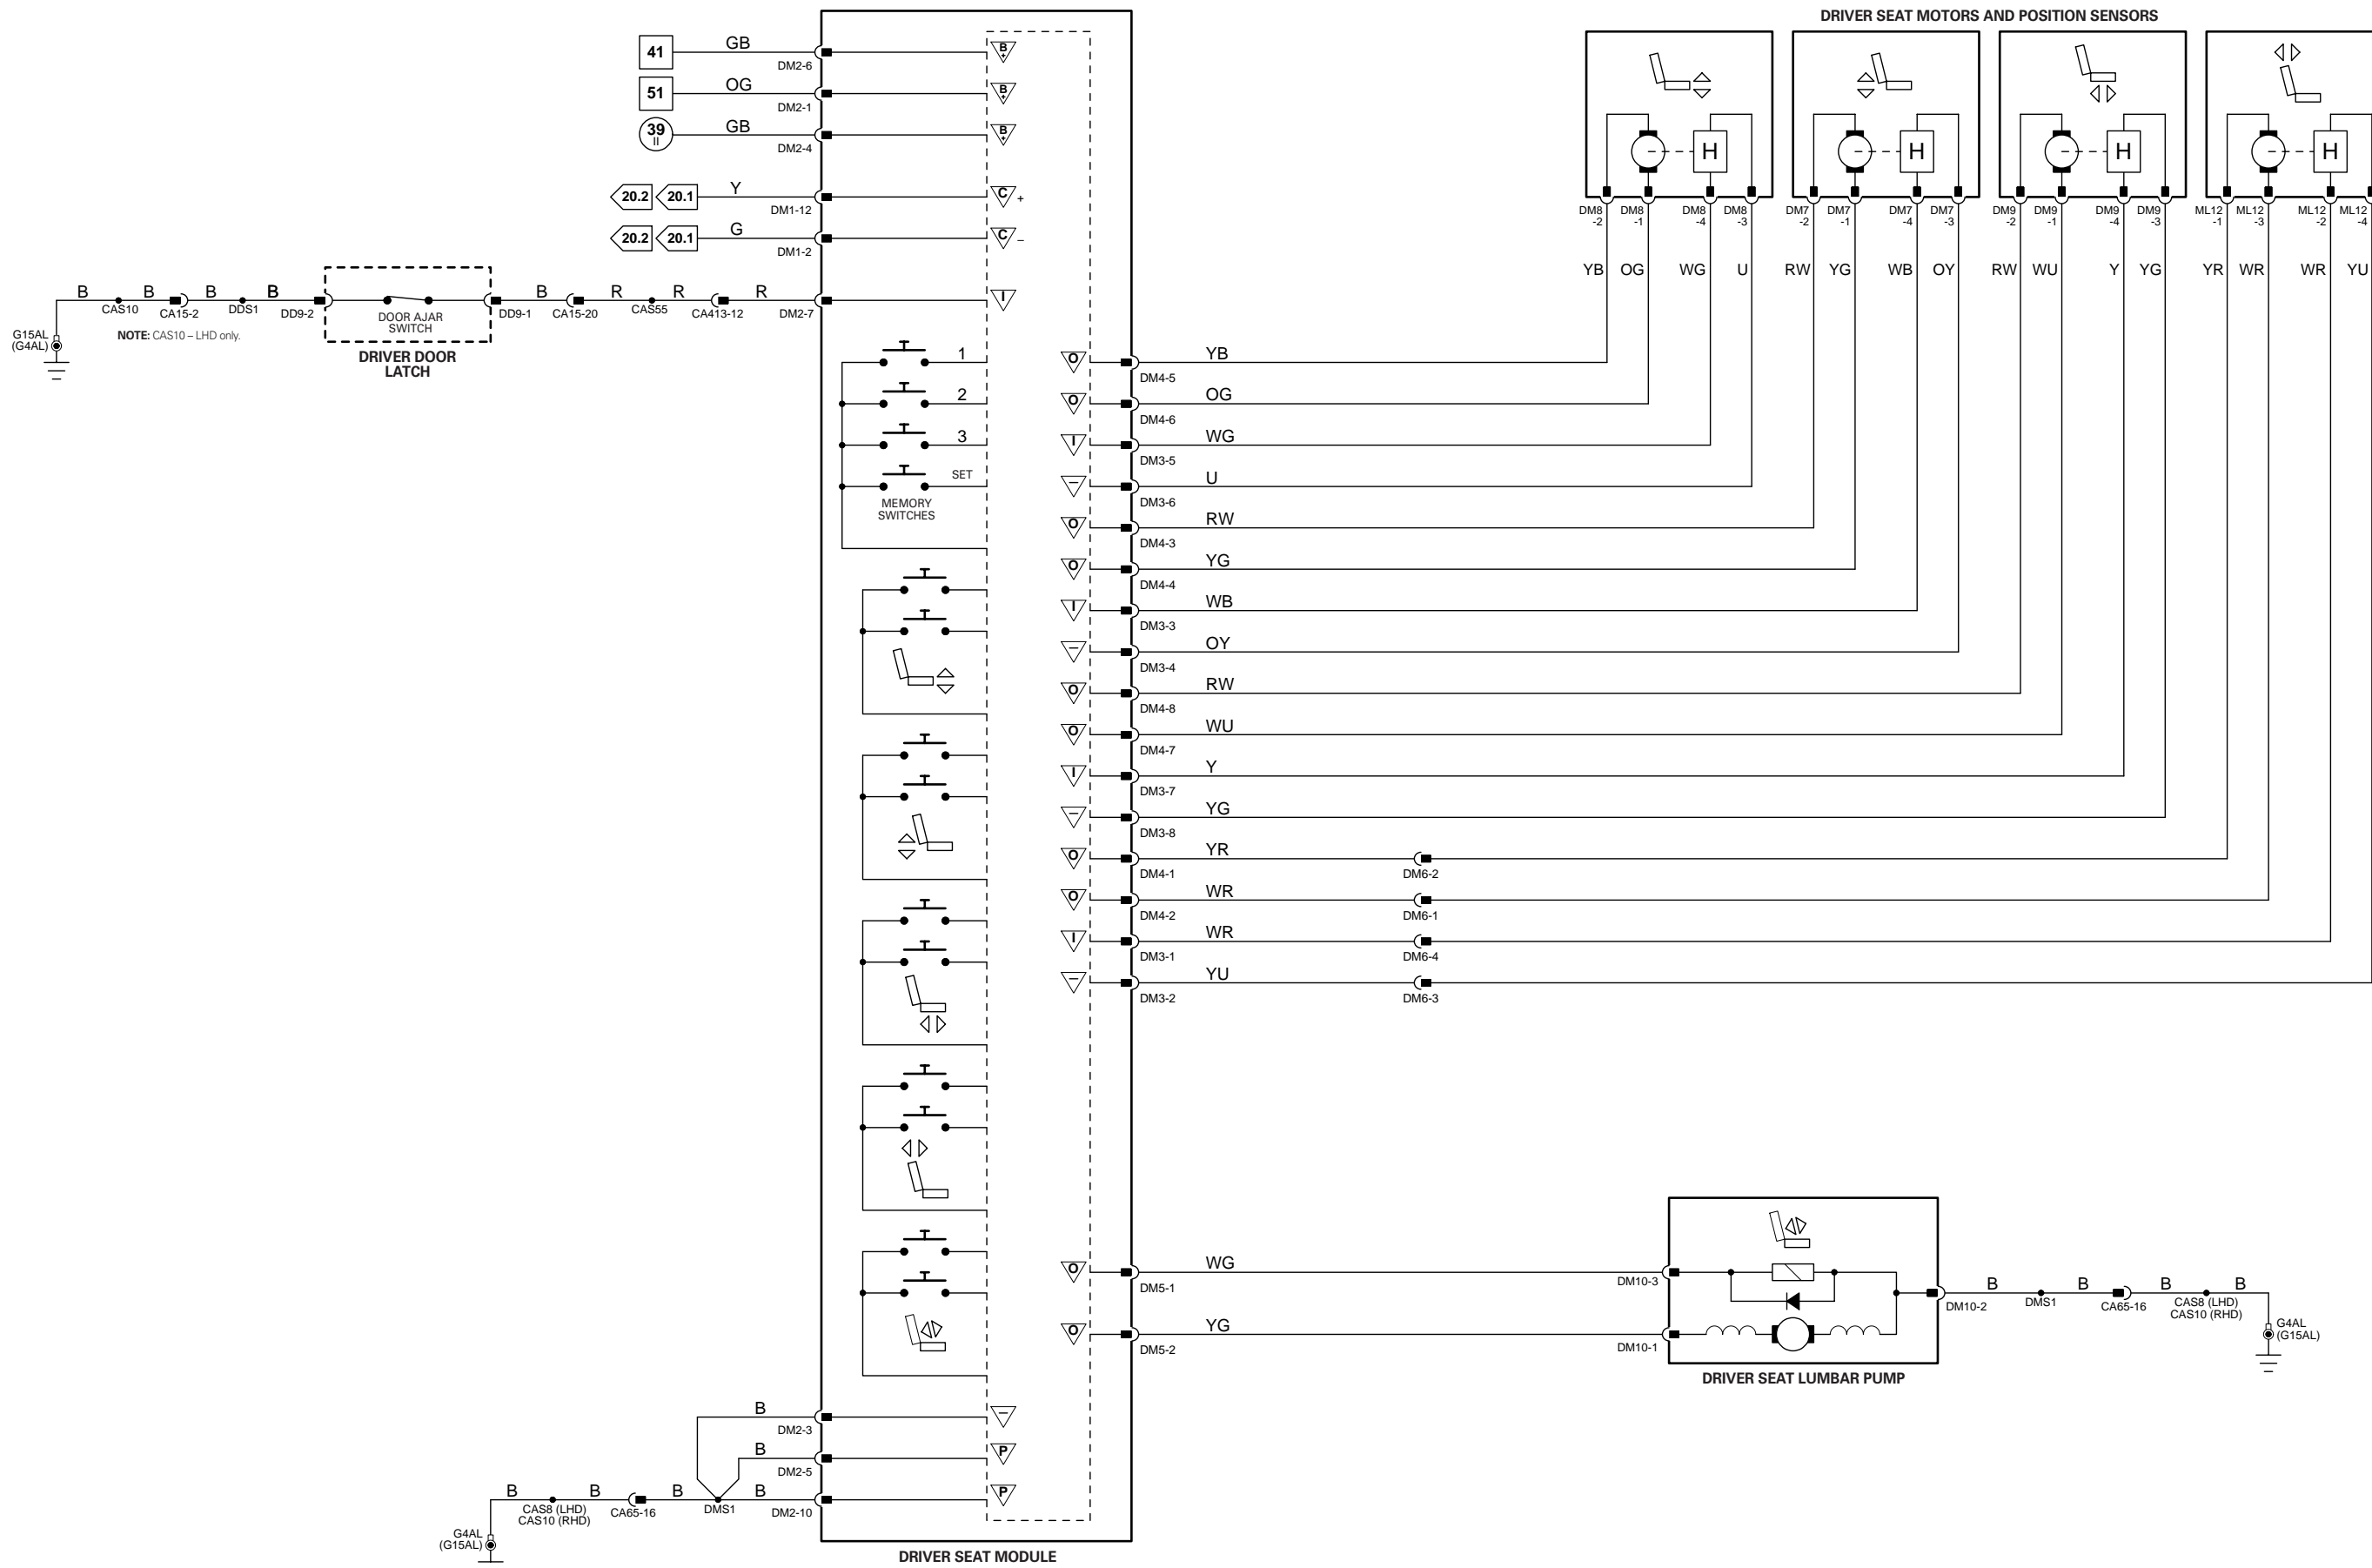 DRIVER SEAT MOTORS AND POSITION SENSORS
41 GB DM2-6 B+
51 OG DM2-1 B+
39 II GB DM2-4 B+
20.2 20.1 Y DM1-12 C +
20.2 20.1 G DM1-2 C –
H H H H
DM8 -2 DM8 -1 DM8 -4 DM8 -3 DM7 -2 DM7 -1 DM7 -4 DM7 -3 DM9 -2 DM9 -1 DM9 -4 DM9 -3 ML12 -1 ML12 -3 ML12 -2 ML12 -4
YB OG WG U RW YG WB OY RW WU Y YG YR WR WR YU
B B B B B R R R I
CAS10 CA15-2 DDS1 DD9-2 DD9-1 CA15-20 CAS55 CA413-12 DM2-7
DOOR AJAR
SWITCH
NOTE: CAS10 – LHD only.
G15AL
(G4AL)
DRIVER DOOR
LATCH
1
2
3
SET
MEMORY
SWITCHES
O YB DM4-5
O OG DM4-6
I WG DM3-5
– U DM3-6
O RW DM4-3
O YG DM4-4
I WB DM3-3
– OY DM3-4
O RW DM4-8
O WU DM4-7
I Y DM3-7
– YG DM3-8
O YR DM4-1 DM6-2
O WR DM4-2 DM6-1
I WR DM3-1 DM6-4
– YU DM3-2 DM6-3
O WG DM5-1 DM10-3
O YG DM5-2 DM10-1
DM10-2 B DMS1 B CA65-16 B CAS8 (LHD) B
CAS10 (RHD)
G4AL
(G15AL)
DRIVER SEAT LUMBAR PUMP
B DM2-3 –
B DM2-5 P
B B B B P
CAS8 (LHD) CA65-16 DMS1 DM2-10
CAS10 (RHD)
G4AL
(G15AL)
DRIVER SEAT MODULE